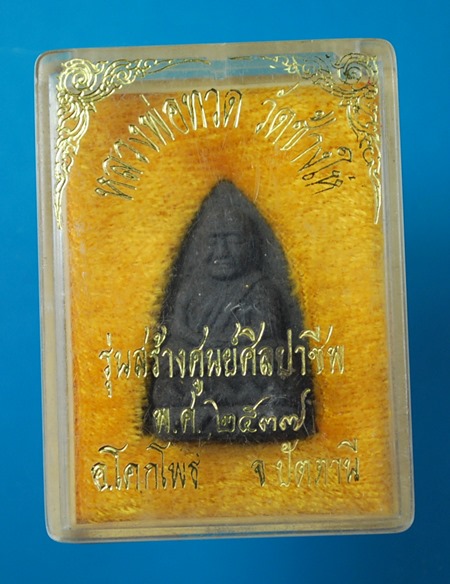 หลวงพ่อทวด วัดช้างให้
รุ่นสร้างศูนย์ศิลปาชีพ
พ.ศ. ๒๕๓๗
อ.โคกโพธิ์ จ.ปัตตานี